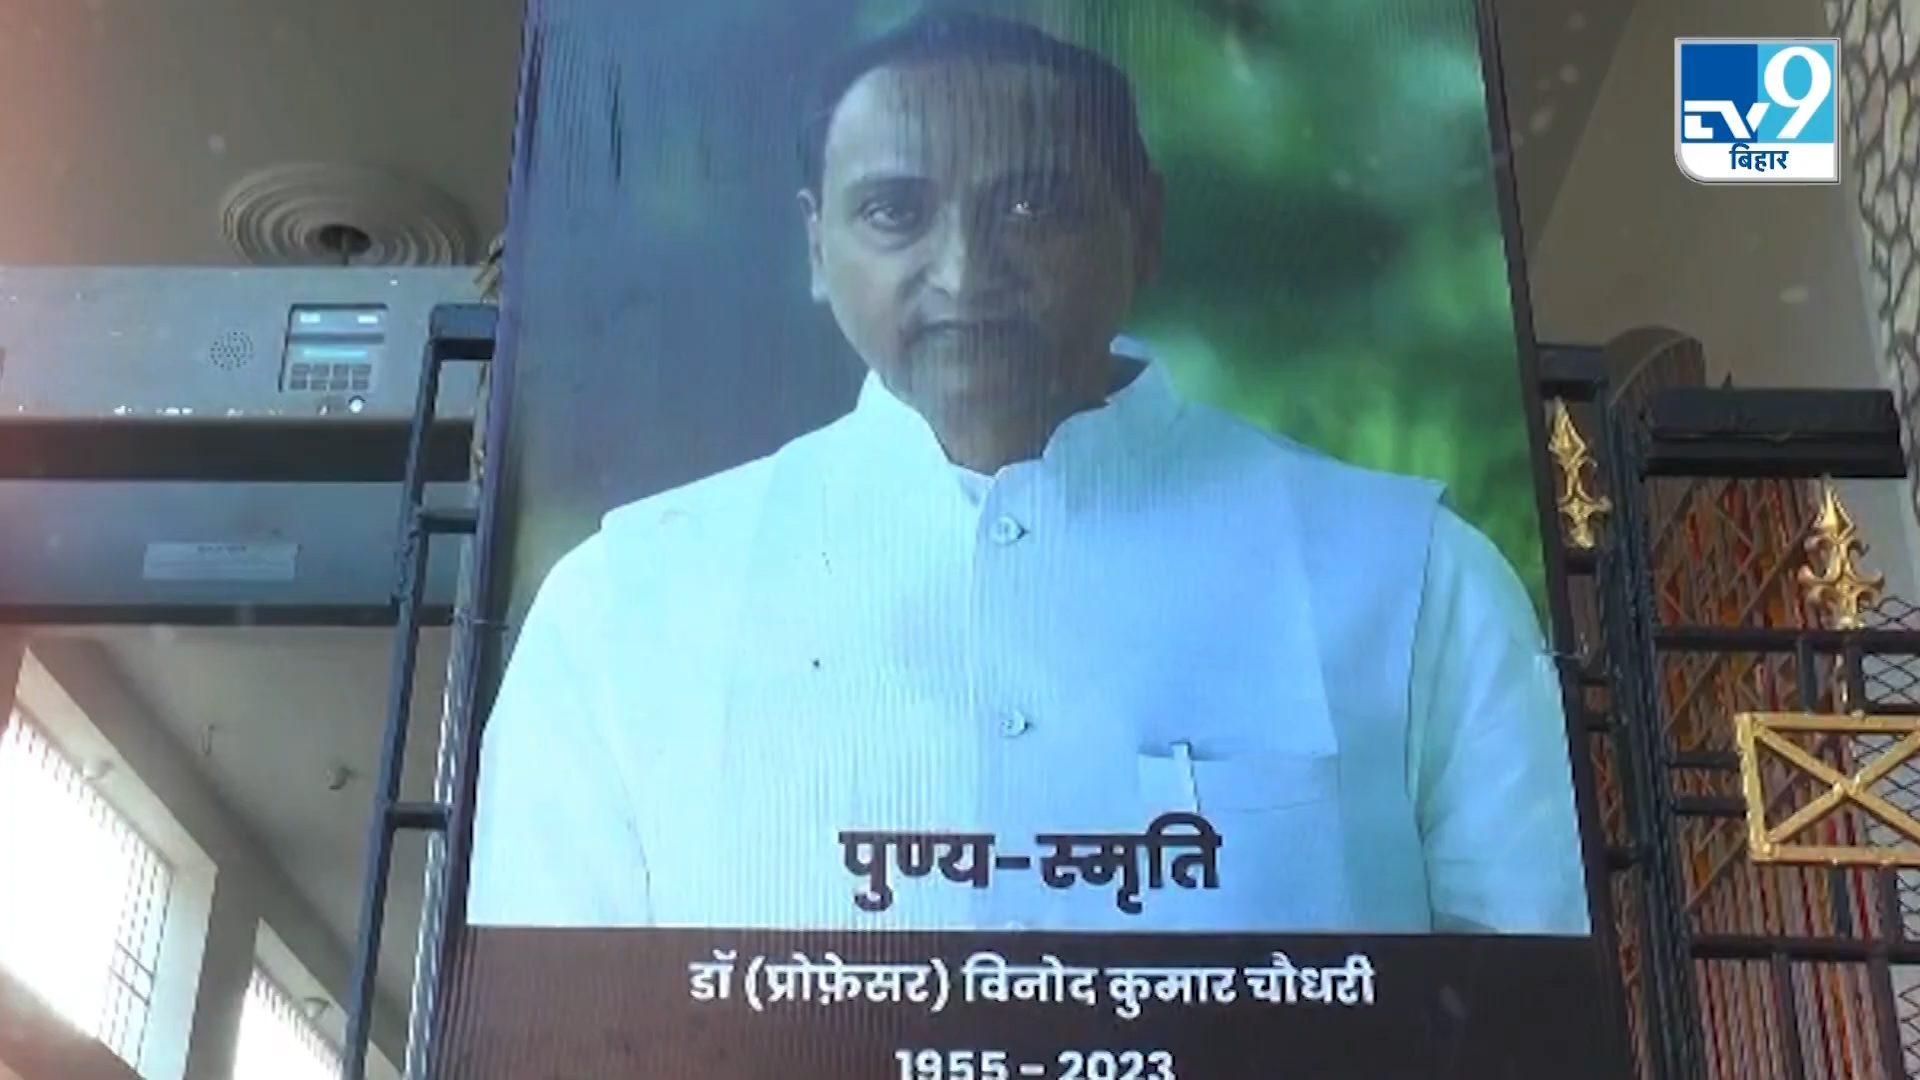 TV9
बिहार
पुण्य-स्मृति
डॉ (प्रोफ़ेसर) विनोद कुमार चौधरी
1955 - 2023